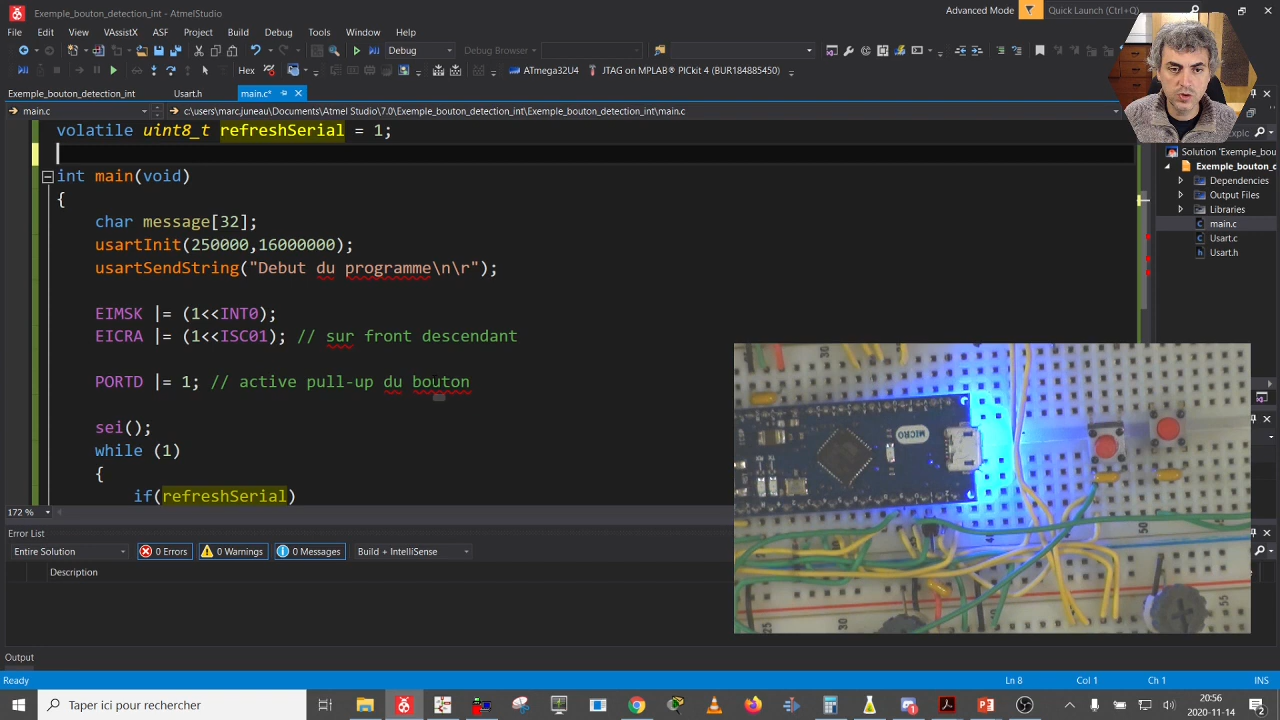 Exemple_bouton_detection_int - AtmelStudio
Advanced Mode
Quick Launch (Ctrl+Q)
File Edit View VAssistX ASF Project Build Debug Tools Window Help
Debug
Debug Browser
Hex
ATmega32U4
JTAG on MPLAB® PICkit 4 (BUR184885450)
Exemple_bouton_detection_int
Usart.h
main.c*
main.c
c:\users\marc.juneau\Documents\Atmel Studio\7.0\Exemple_bouton_detection_int\Exemple_bouton_detection_int\main.c
volatile uint8_t refreshSerial = 1;
int main(void)
{
char message[32];
usartInit(250000,16000000);
usartSendString("Debut du programme\n\r");
EIMSK |= (1<<INT0);
EICRA |= (1<<ISC01); // sur front descendant
PORTD |= 1; // active pull-up du bouton
sei();
while (1)
{
if(refreshSerial)
172 %
Solution 'Exemple_bou
Exemple_bouton_c
Dependencies
Output Files
Libraries
main.c
Usart.c
Usart.h
Error List
Entire Solution
0 Errors
0 Warnings
0 Messages
Build + IntelliSense
Description
Output
MICRO
Ready
Ln 8
Col 1
Ch 1
INS
Taper ici pour rechercher
20:56
2020-11-14
2